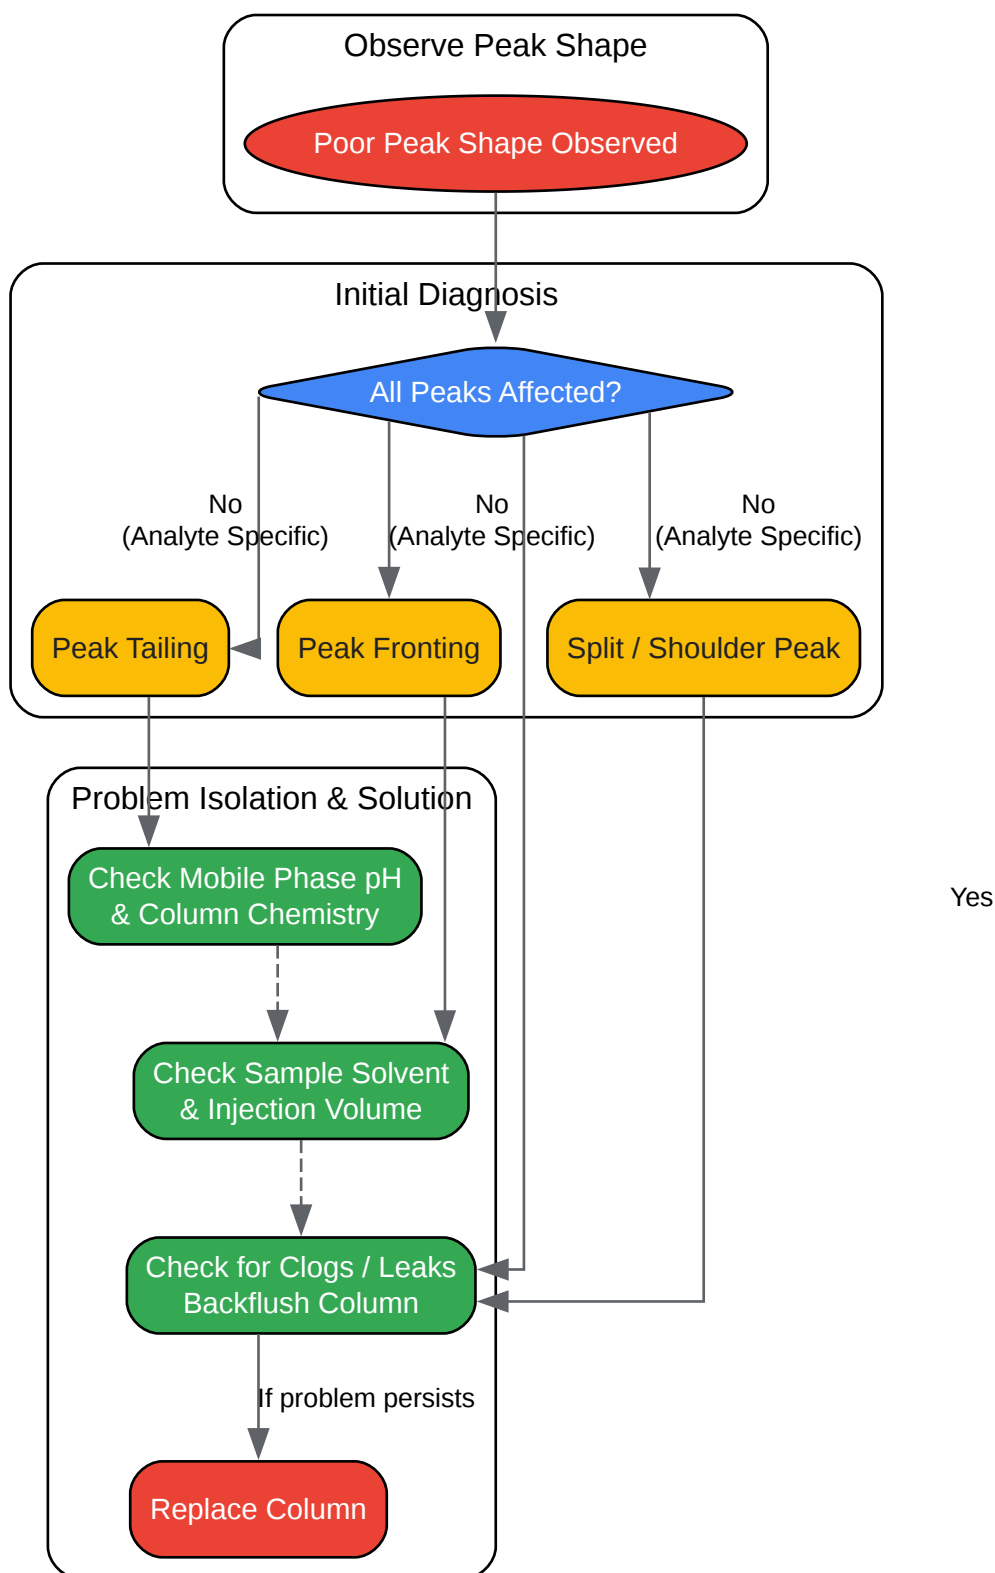 Observe Peak Shape
Poor Peak Shape Observed
Initial Diagnosis
All Peaks Affected?
No
(Analyte Specific)
No
(Analyte Specific)
No
(Analyte Specific)
Peak Tailing
Peak Fronting
Split / Shoulder Peak
Problem Isolation & Solution
Check Mobile Phase pH
& Column Chemistry
Yes
Check Sample Solvent
& Injection Volume
Check for Clogs / Leaks
Backflush Column
If problem persists
Replace Column